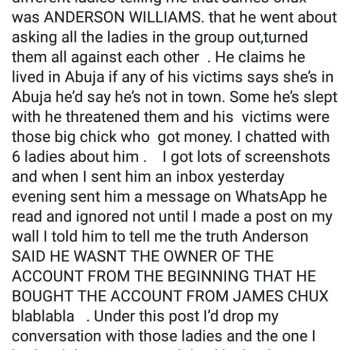 different ladies telling me that James Chux
was ANDERSON WILLIAMS. that he went about
asking all the ladies in the group out,turned
them all against each other . He claims he
lived in Abuja if any of his victims says she's in
Abuja he'd say he's not in town. Some he's slept
with he threatened them and his victims were
those big chick who got money. I chatted with
6 ladies about him . I got lots of screenshots
and when I sent him an inbox yesterday
evening sent him a message on WhatsApp he
read and ignored not until I made a post on my
wall I told him to tell me the truth Anderson
SAID HE WASNT THE OWNER OF THE
ACCOUNT FROM THE BEGINNING THAT HE
BOUGHT THE ACCOUNT FROM JAMES CHUX
blablabla . Under this post I'd drop my
conversation with those ladies and the one I